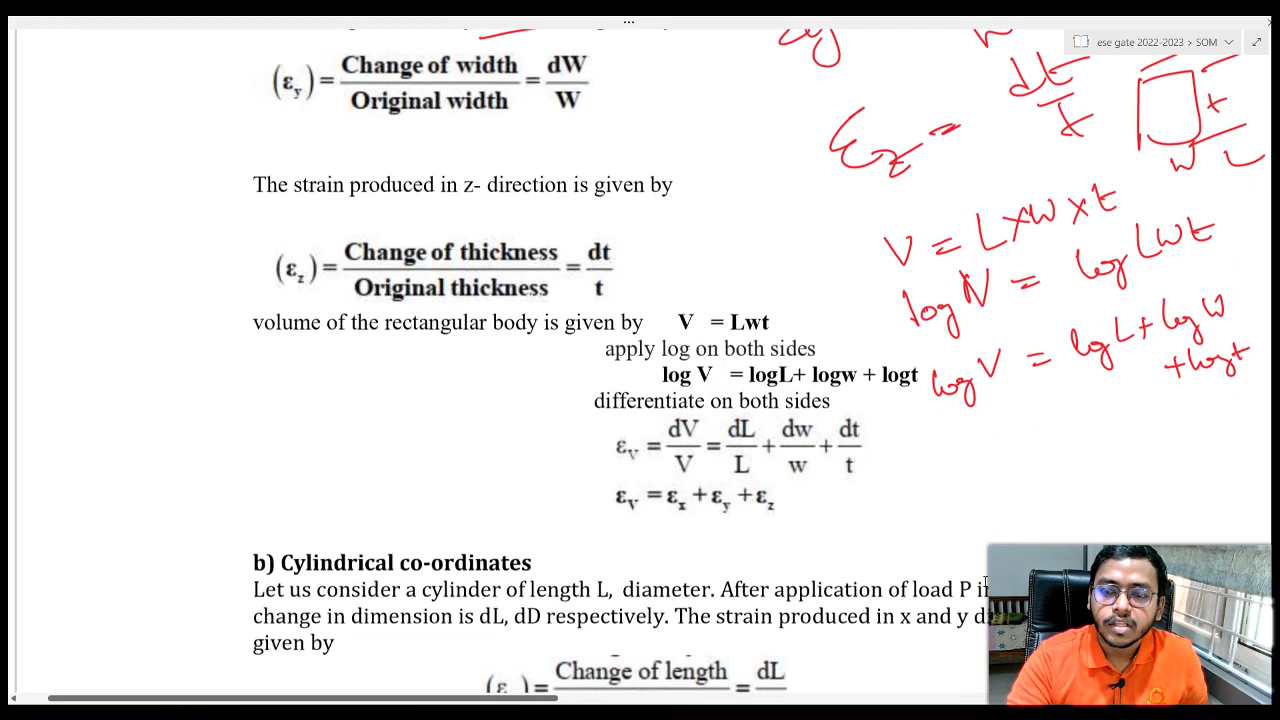 ...
ese gate 2022-2023 > SOM
(εy) = Change of width / Original width = dW / W
dt / t
εz =
t
W L
The strain produced in z- direction is given by
V = L x w x t
(εz) = Change of thickness / Original thickness = dt / t
log V = log Lwt
volume of the rectangular body is given by V = Lwt
apply log on both sides
log V = logL+ logw + logt
log V = log L + log w
+ log t
differentiate on both sides
εV = dV / V = dL / L + dw / w + dt / t
εV = εx + εy + εz
b) Cylindrical co-ordinates
Let us consider a cylinder of length L, diameter. After application of load P
change in dimension is dL, dD respectively. The strain produced in x and y
given by
Change of length = dL